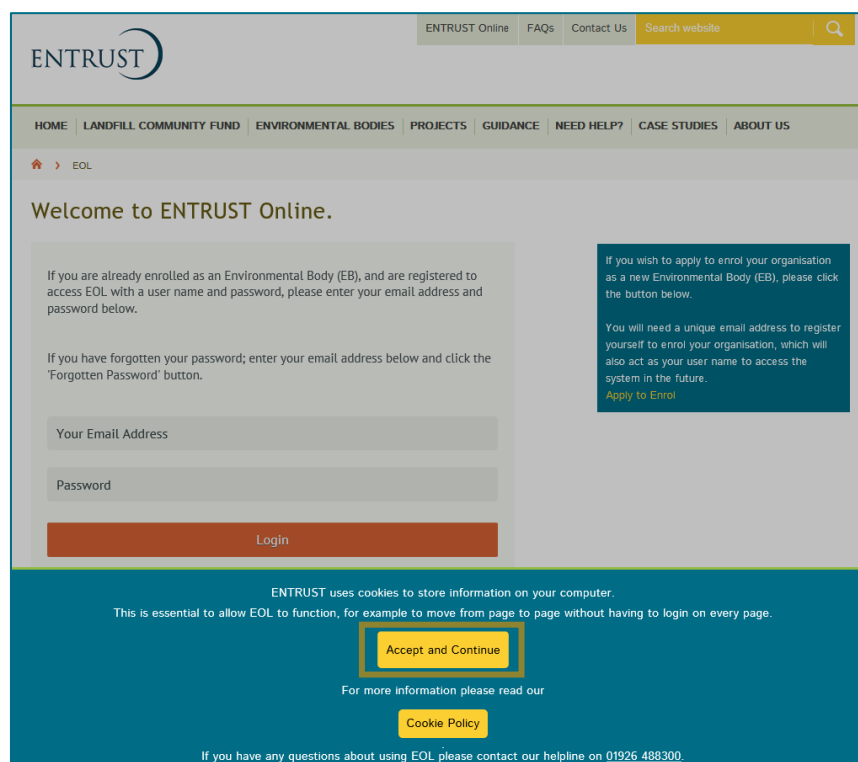 ENTRUST Online FAQs Contact Us Search website
ENTRUST
HOME LANDFILL COMMUNITY FUND ENVIRONMENTAL BODIES PROJECTS GUIDANCE NEED HELP? CASE STUDIES ABOUT US
EOL
Welcome to ENTRUST Online.
If you are already enrolled as an Environmental Body (EB), and are registered to
access EOL with a user name and password, please enter your email address and
password below.
If you have forgotten your password; enter your email address below and click the
'Forgotten Password' button.
Your Email Address
Password
Login
If you wish to apply to enrol your organisation
as a new Environmental Body (EB), please click
the button below.
You will need a unique email address to register
yourself to enrol your organisation, which will
also act as your user name to access the
system in the future.
Apply to Enrol
ENTRUST uses cookies to store information on your computer.
This is essential to allow EOL to function, for example to move from page to page without having to login on every page.
Accept and Continue
For more information please read our
Cookie Policy
.
If you have any questions about using EOL please contact our helpline on 01926 488300.